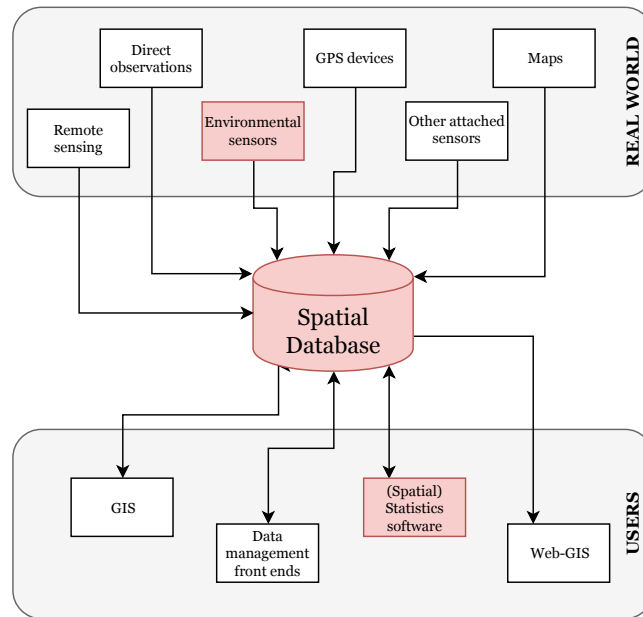 Direct
observations
GPS devices
Maps
Remote
sensing
Environmental
sensors
Other attached
sensors
REAL WORLD
Spatial
Database
GIS
Data
management
front ends
(Spatial)
Statistics
software
Web-GIS
USERS